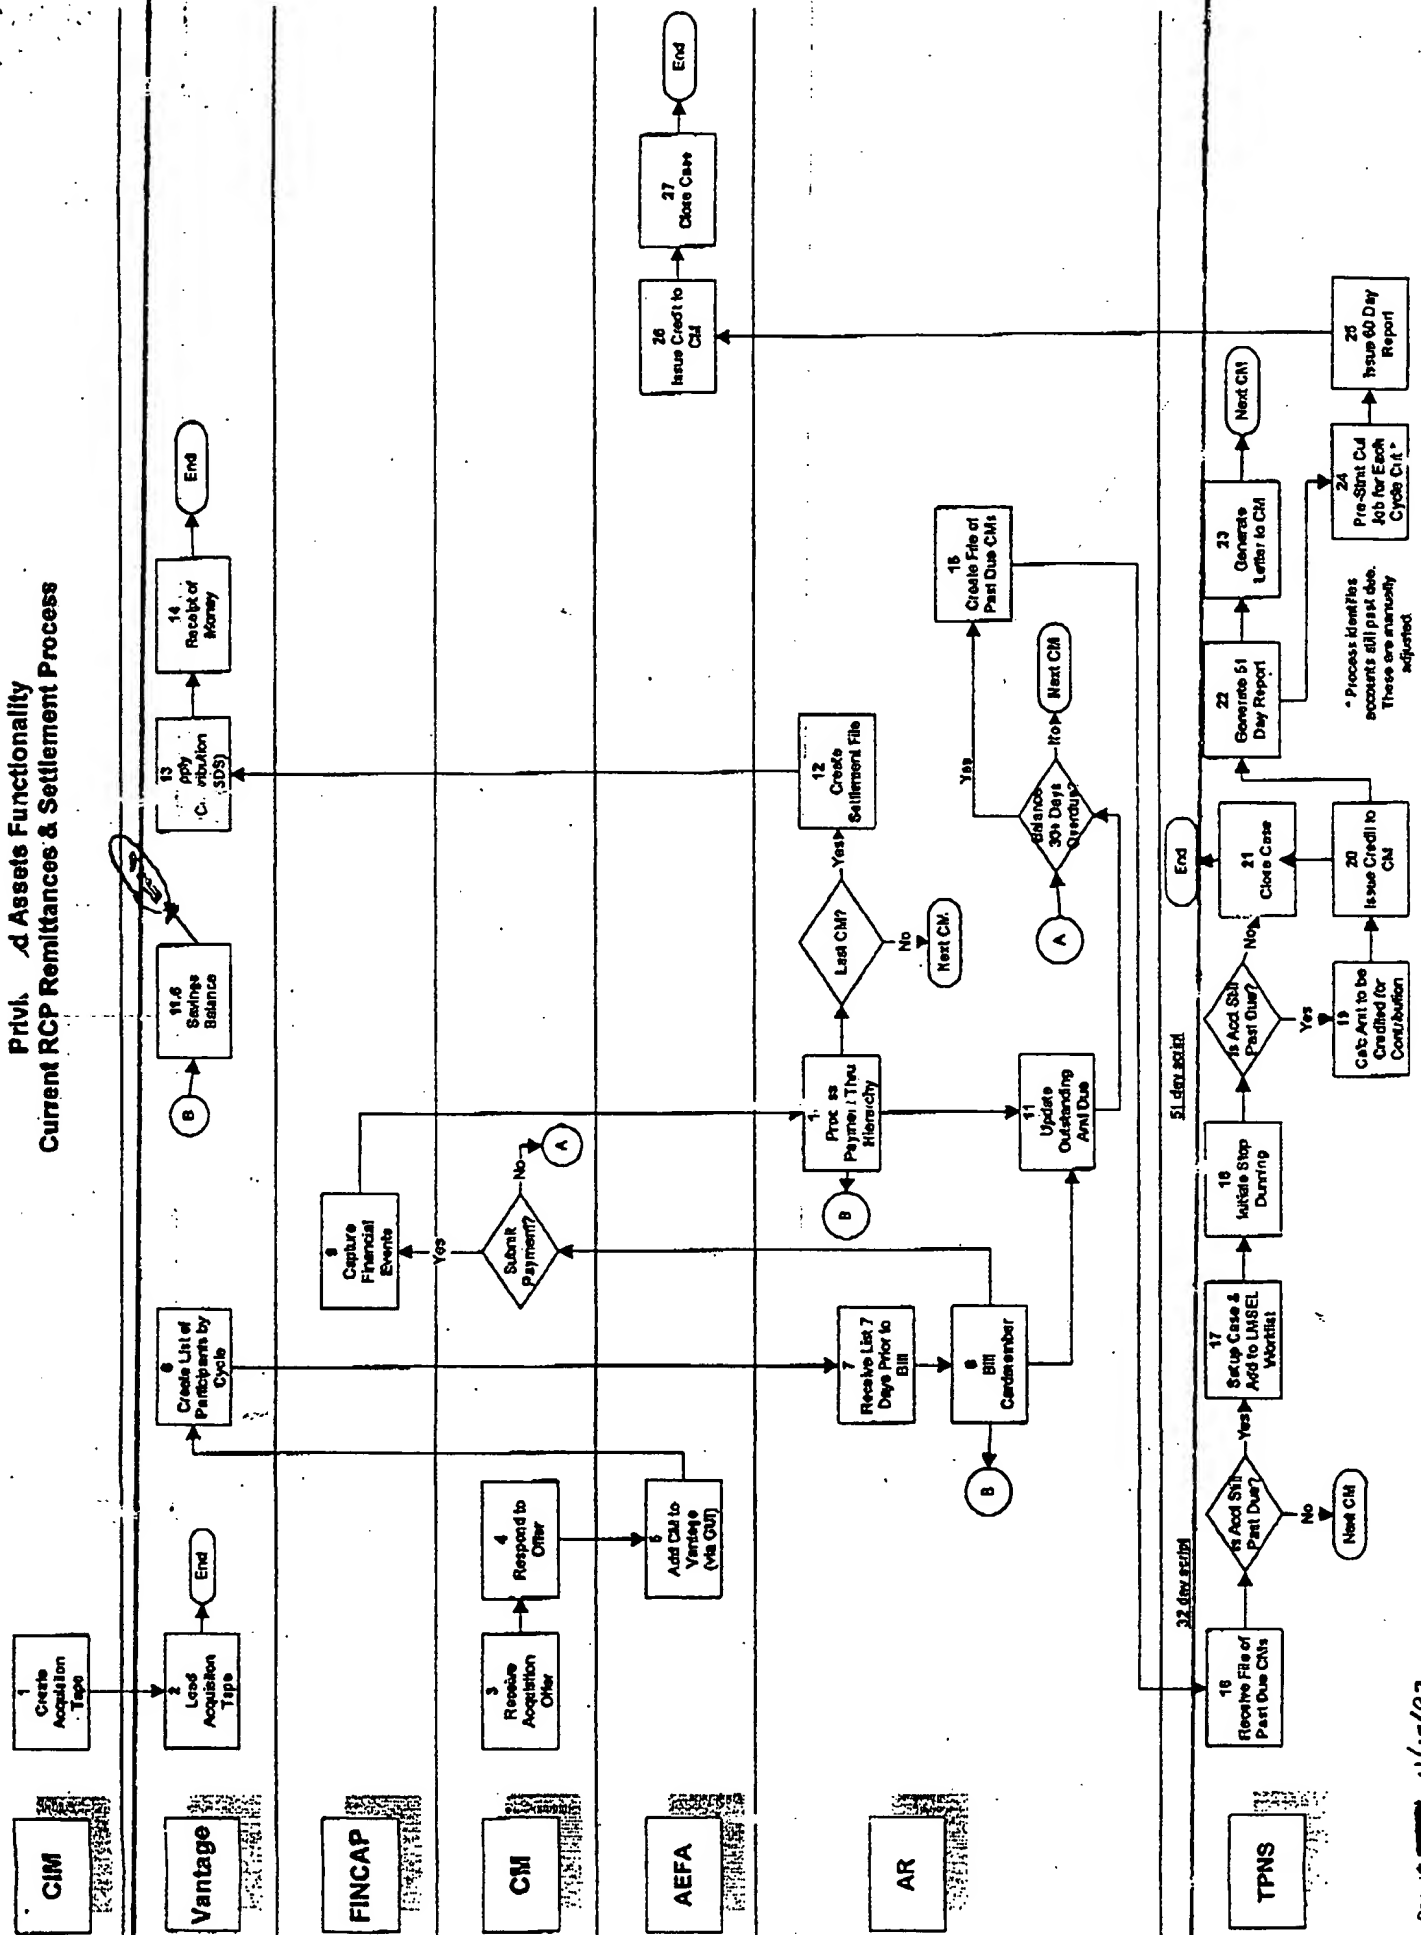 d Assets Functionality
Current RCP Remittances & Settlement Process
CIM
1
Create
Acquisition
Tape
Vantage
2
Load
Acquisition
Tape
End
6
Create List of
Participants by
Cycle
B
11.5
Savings
Balance
13
14
Receipt of
Money
End
FINCAP
9
Capture
Financial
Events
CM
3
Receive
Acquisition
Offer
4
Respond to
Offer
Submit
Payment?
Yes
No
A
AEFA
5
Add CM to
Vantage
(via GUI)
26
Issue Credit to
CM
27
Close Case
End
AR
7
Receive List 7
Days Prior to
Bill
8
Bill
Cardmember
B
B
Payment Thru
Hierarchy
11
Update
Outstanding
Amt Due
Last CM?
Yes
No
Next CM
12
Create
Settlement File
A
Balance
30+ Days
Overdue?
Yes
No
Next CM
15
Create File of
Past Due CMs
TPNS
32 day script
16
Receive File of
Past Due CMs
Is Acct Still
Past Due?
Yes
No
Next CM
17
Setup Case &
Add to LMSEL
Worklist
18
Initiate Stop
Dunning
51 day script
Is Acct Still
Past Due?
No
Yes
19
Calc Amt to be
Credited for
Contribution
20
Issue Credit to
CM
21
Close Case
End
22
Generate 51
Day Report
23
Generate
Letter to CM
Next CM
24
Pre-Stmt Cut
Job for Each
Cycle Cut *
25
Issue 60 Day
Report
* Process identifies
accounts still past due.
These are manually
adjusted.